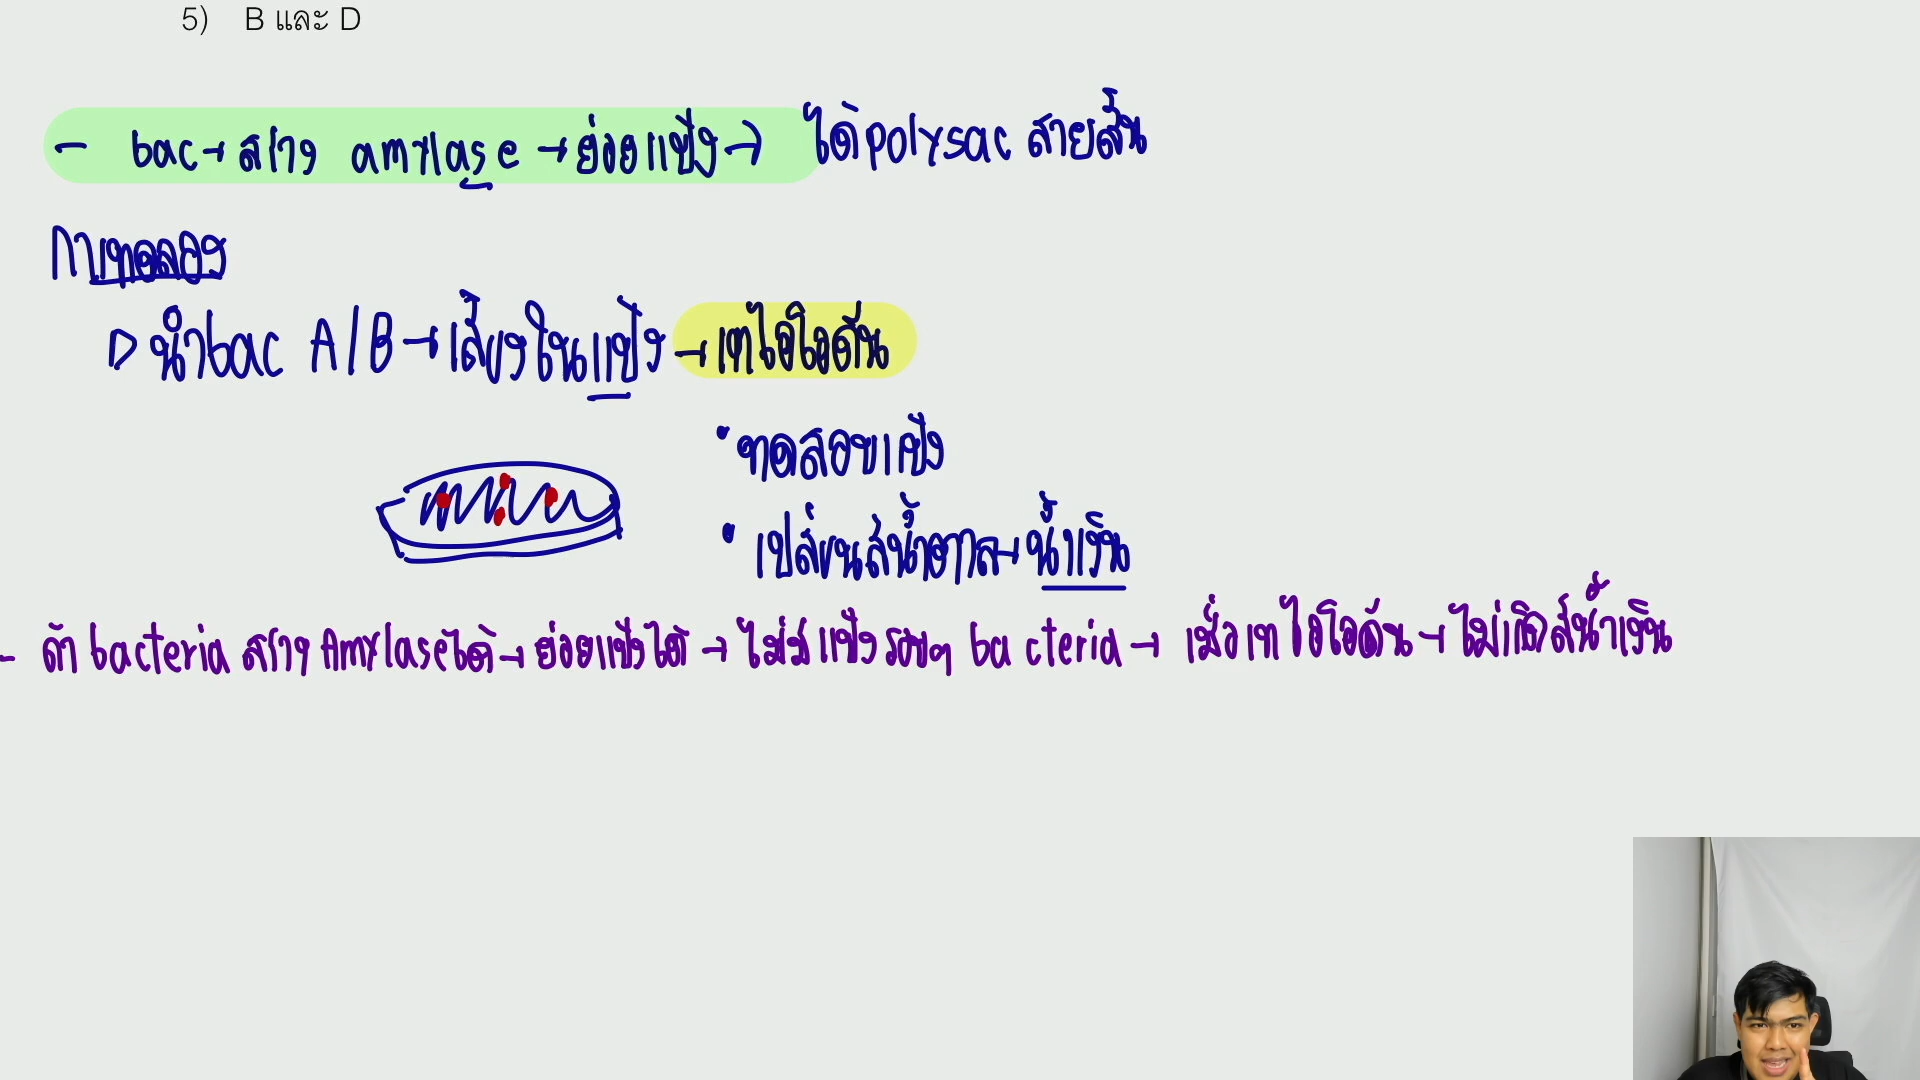 5) B และ D
- bac → สร้าง amylase → ย่อยแป้ง → ได้ polysac สายสั้น
การทดลอง
▷ นำ bac A/B → เลี้ยงในแป้ง → เทไอโอดีน
• ทดสอบแป้ง
• เปลี่ยนสีน้ำตาล → น้ำเงิน
- ถ้า bacteria สร้าง Amylase ได้ → ย่อยแป้งได้ → ไม่มีแป้งรอบๆ bacteria → เมื่อเทไอโอดีน → ไม่เกิดสีน้ำเงิน